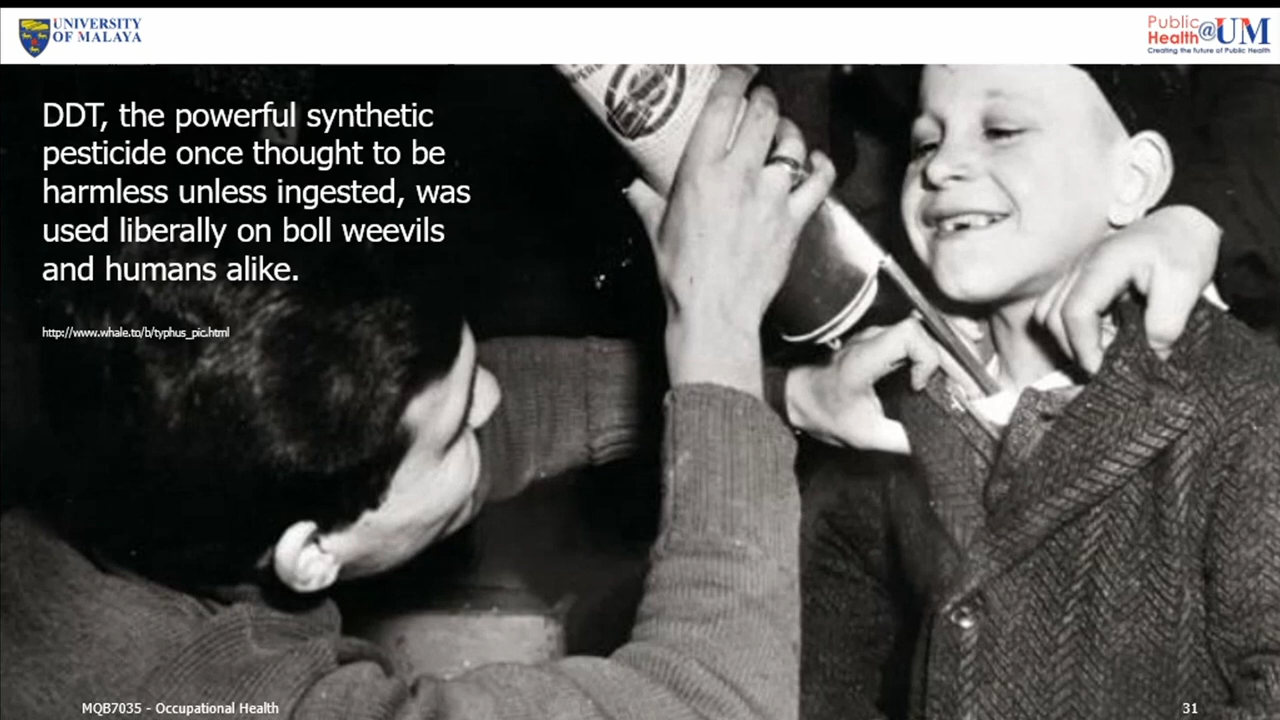 UNIVERSITY
OF MALAYA
Public
Health@UM
Creating the future of Public Health
DDT, the powerful synthetic
pesticide once thought to be
harmless unless ingested, was
used liberally on boll weevils
and humans alike.
http://www.whale.to/b/typhus_pic.html
MQB7035 - Occupational Health
31